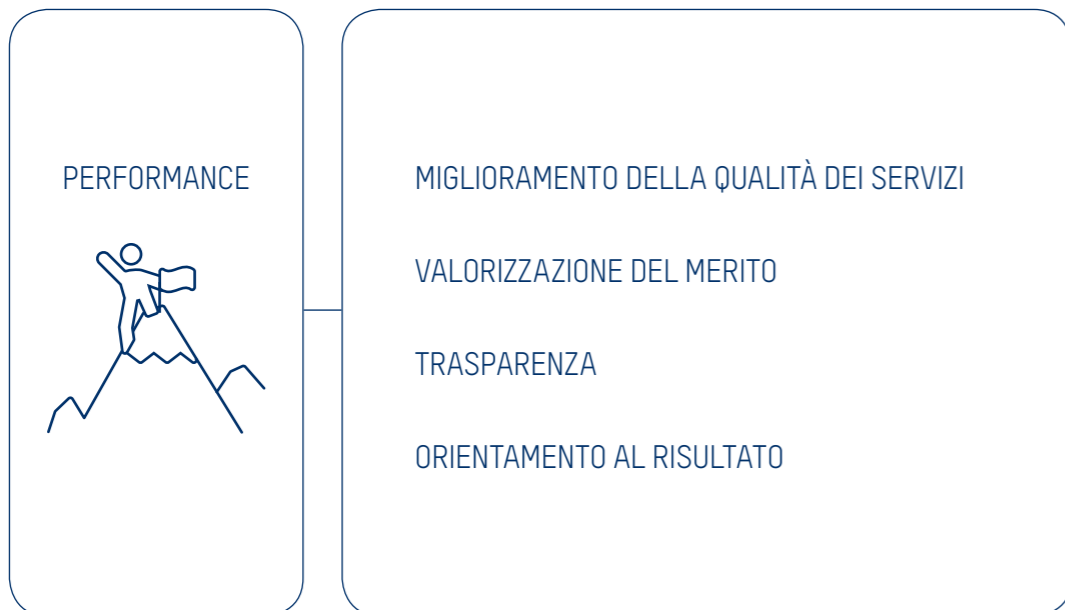 PERFORMANCE
MIGLIORAMENTO DELLA QUALITÀ DEI SERVIZI
VALORIZZAZIONE DEL MERITO
TRASPARENZA
ORIENTAMENTO AL RISULTATO